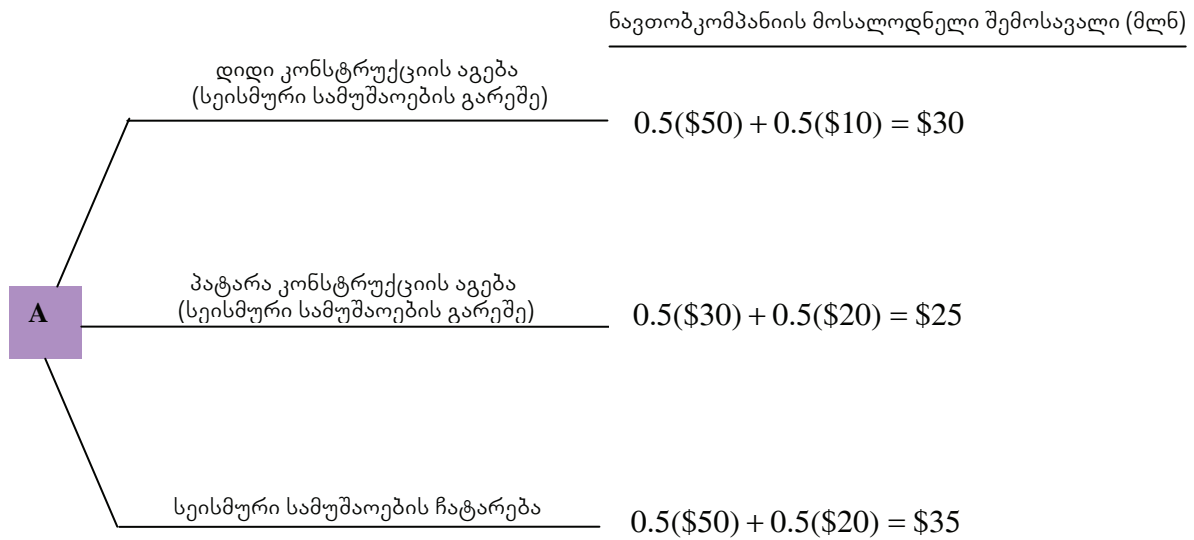 ნავთობკომპანიის მოსალოდნელი შემოსავალი (მლნ)
დიდი კონსტრუქციის აგება
(სეისმური სამუშაოების გარეშე)
0.5($50) + 0.5($10) = $30
პატარა კონსტრუქციის აგება
(სეისმური სამუშაოების გარეშე)
0.5($30) + 0.5($20) = $25
A
სეისმური სამუშაოების ჩატარება
0.5($50) + 0.5($20) = $35